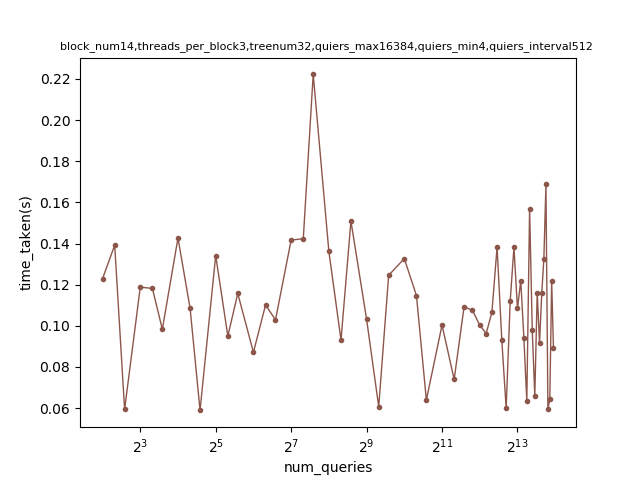 block_num14,threads_per_block3,treenum32,quiers_max16384,quiers_min4,quiers_interval512
0.22
0.20
0.18
0.16
0.14
0.12
0.10
0.08
0.06
time_taken(s)
2^3 2^5 2^7 2^9 2^11 2^13
num_queries